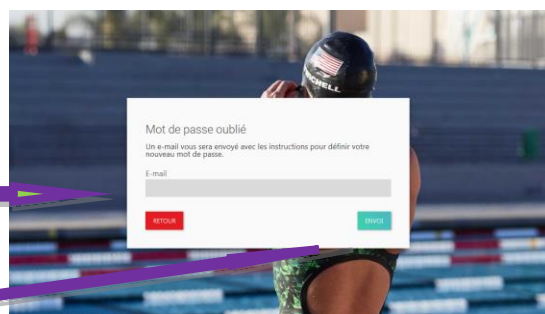 Mot de passe oublié
Un e-mail vous sera envoyé avec les instructions pour définir votre
nouveau mot de passe.
E-mail
RETOUR
ENVOI